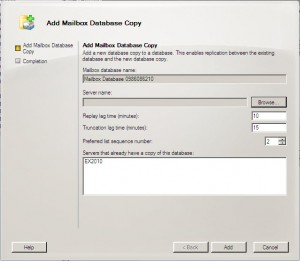 Add Mailbox Database Copy
Add Mailbox Database
Copy
Completion
Add Mailbox Database Copy
Add a new database copy to a database. This enables replication between the existing
database and the new database copy.
Mailbox database name:
Mailbox Database 0986086210
Server name:
Browse...
Replay lag time (minutes)
10
Truncation lag time (minutes)
15
Preferred list sequence number:
2
Servers that already have a copy of this database:
EX2010
Help
< Back
Add
Cancel